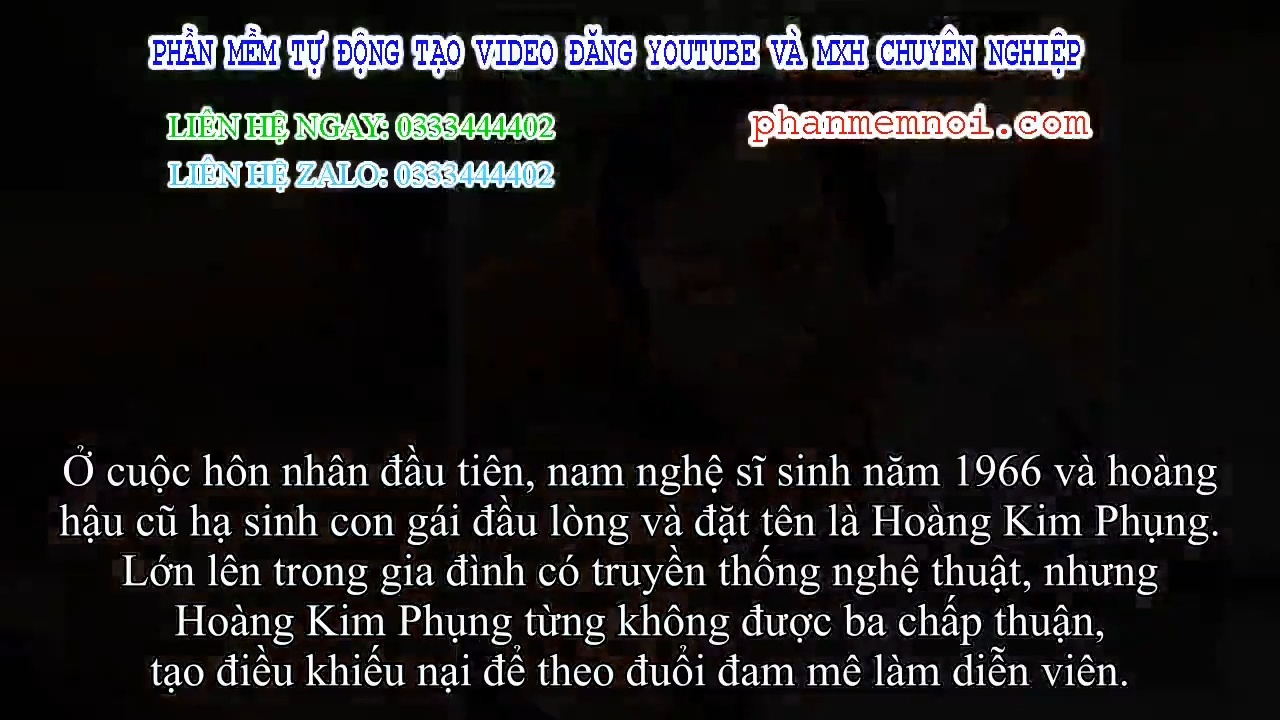 PHẦN MỀM TỰ ĐỘNG TẠO VIDEO ĐĂNG YOUTUBE VÀ MXH CHUYÊN NGHIỆP
LIÊN HỆ NGAY: 0333444402
phanmemnoi.com
LIÊN HỆ ZALO: 0333444402
Ở cuộc hôn nhân đầu tiên, nam nghệ sĩ sinh năm 1966 và hoàng
hậu cũ hạ sinh con gái đầu lòng và đặt tên là Hoàng Kim Phụng.
Lớn lên trong gia đình có truyền thống nghệ thuật, nhưng
Hoàng Kim Phụng từng không được ba chấp thuận,
tạo điều khiếu nại để theo đuổi đam mê làm diễn viên.